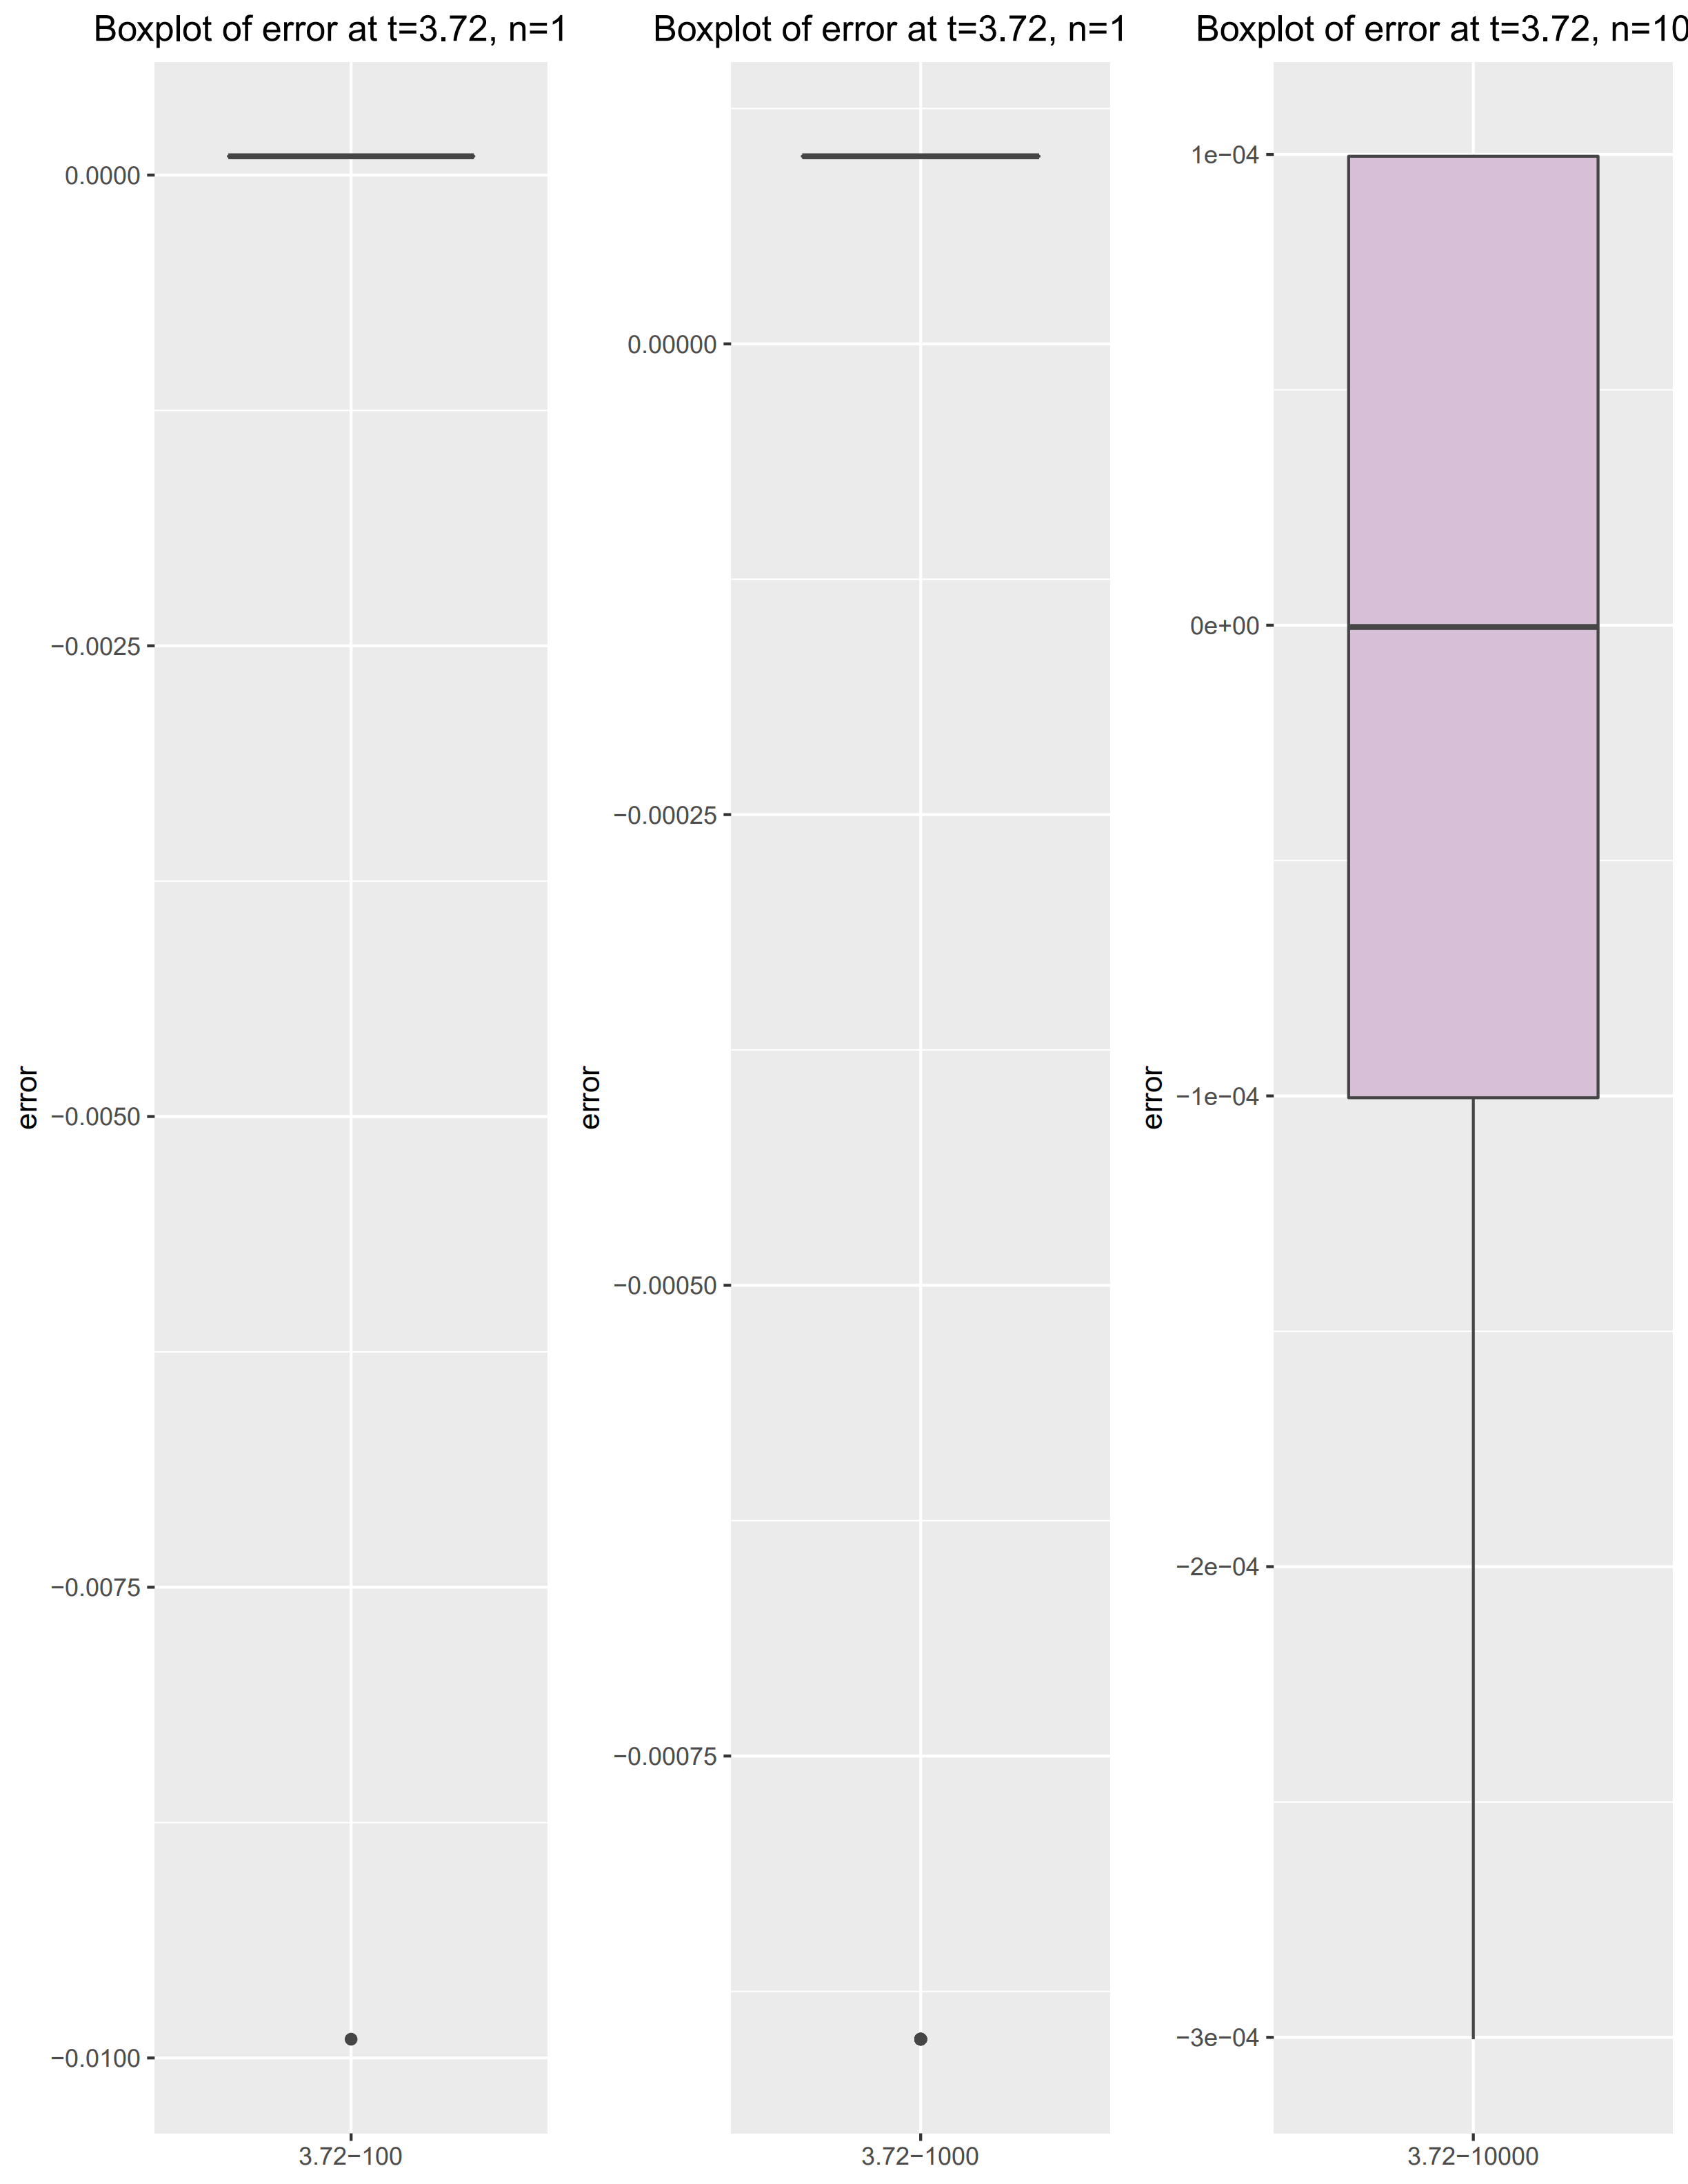 Boxplot of error at t=3.72, n=1
0.0000
−0.0025
−0.0050
−0.0075
−0.0100
error
3.72−100
Boxplot of error at t=3.72, n=1
0.00000
−0.00025
−0.00050
−0.00075
error
3.72−1000
Boxplot of error at t=3.72, n=10
1e−04
0e+00
−1e−04
−2e−04
−3e−04
error
3.72−10000